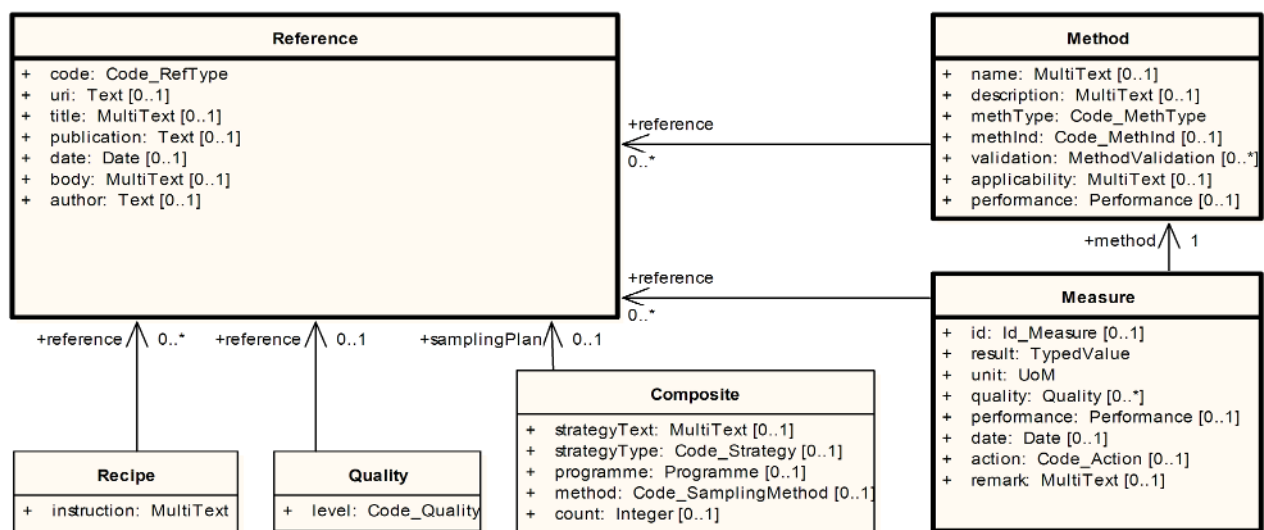 Reference
+ code: Code_RefType
+ uri: Text [0..1]
+ title: MultiText [0..1]
+ publication: Text [0..1]
+ date: Date [0..1]
+ body: MultiText [0..1]
+ author: Text [0..1]
Method
+ name: MultiText [0..1]
+ description: MultiText [0..1]
+ methType: Code_MethType
+ methInd: Code_MethInd [0..1]
+ validation: MethodValidation [0..*]
+ applicability: MultiText [0..1]
+ performance: Performance [0..1]
+reference
0..*
+method 1
+reference
0..*
Measure
+ id: Id_Measure [0..1]
+ result: TypedValue
+ unit: UoM
+ quality: Quality [0..*]
+ performance: Performance [0..1]
+ date: Date [0..1]
+ action: Code_Action [0..1]
+ remark: MultiText [0..1]
+reference 0..*
+reference 0..1
+samplingPlan 0..1
Composite
+ strategyText: MultiText [0..1]
+ strategyType: Code_Strategy [0..1]
+ programme: Programme [0..1]
+ method: Code_SamplingMethod [0..1]
+ count: Integer [0..1]
Recipe
+ instruction: MultiText
Quality
+ level: Code_Quality